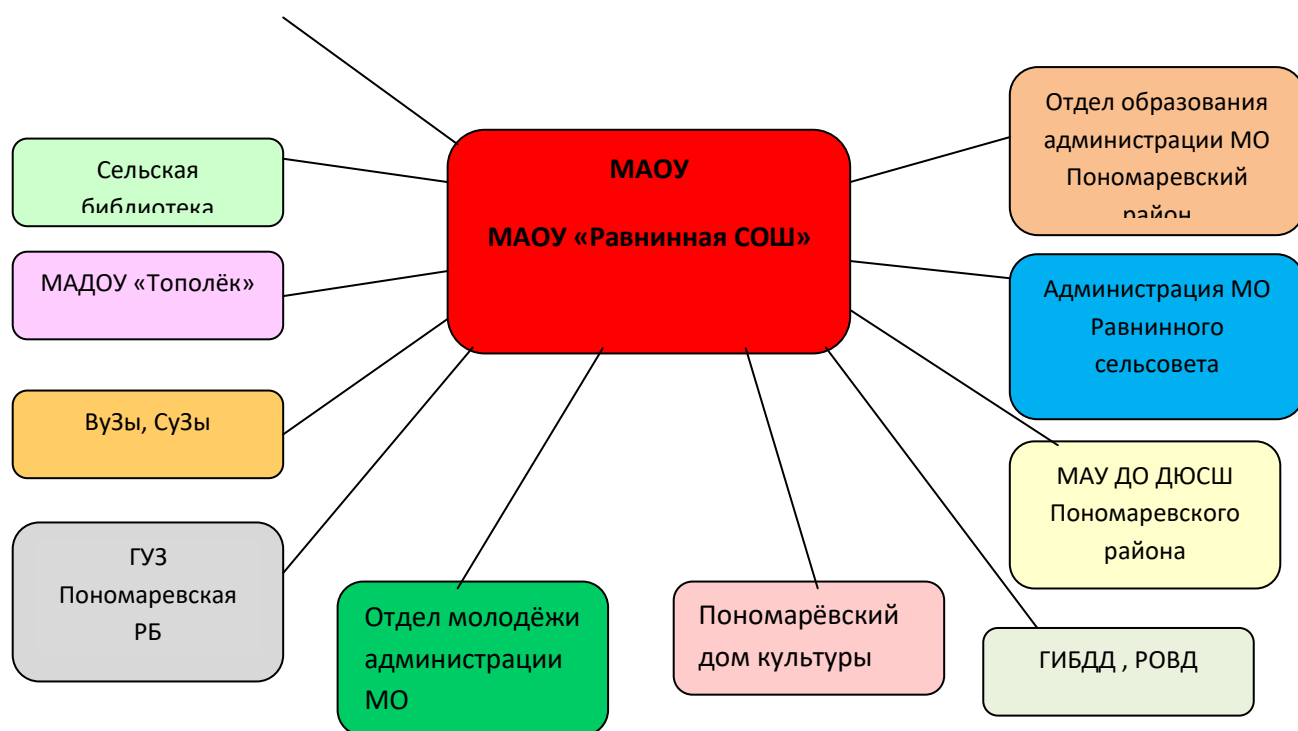 МАОУ
МАОУ «Равнинная СОШ»
Сельская
библиотека
МАДОУ «Тополёк»
ВуЗы, СуЗы
ГУЗ
Пономаревская
РБ
Отдел молодёжи
администрации
МО
Пономарёвский
дом культуры
ГИБДД , РОВД
МАУ ДО ДЮСШ
Пономаревского
района
Администрация МО
Равнинного
сельсовета
Отдел образования
администрации МО
Пономаревский
район